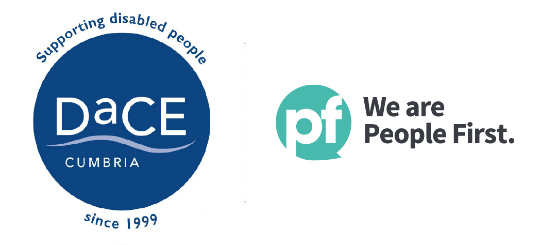 Supporting disabled people
DaCE
CUMBRIA
since 1999
pf
We are
People First.